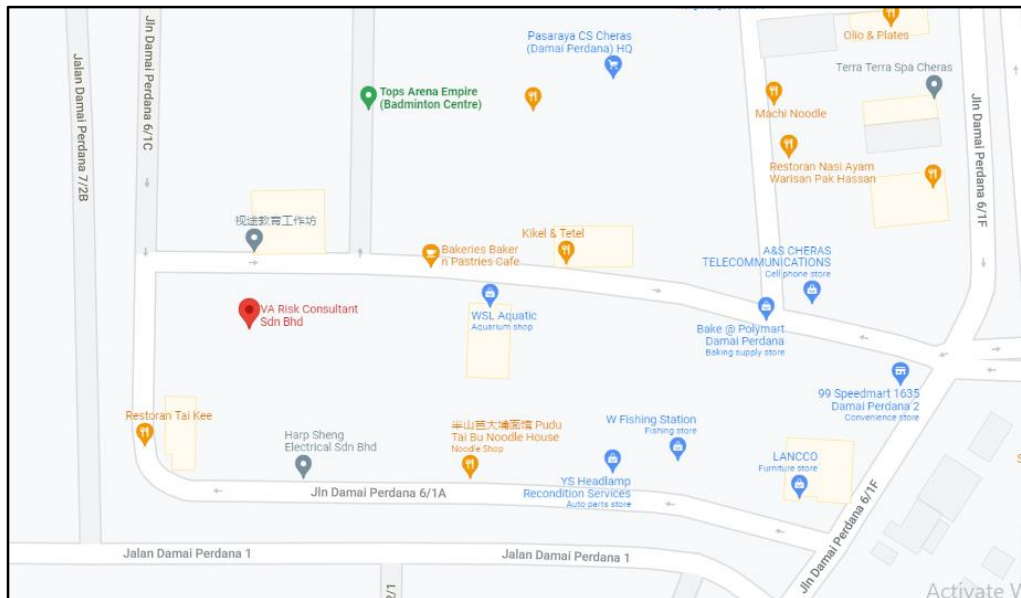 Pasaraya CS Cheras
(Damai Perdana) HQ
Olio & Plates
Terra Terra Spa Cheras
Jalan Damai Perdana 7/2B
Jln Damai Perdana 6/1C
Tops Arena Empire
(Badminton Centre)
Machi Noodle
Jln Damai Perdana 6/1F
Restoran Nasi Ayam
Warisan Pak Hassan
视途教育工作坊
Kikel & Tetel
Bakeries Baker
n Pastries Cafe
A&S CHERAS
TELECOMMUNICATIONS
Cell phone store
VA Risk Consultant
Sdn Bhd
WSL Aquatic
Aquarium shop
Bake @ Polymart
Damai Perdana
Baking supply store
99 Speedmart 1635
Damai Perdana 2
Convenience store
Restoran Tai Kee
Harp Sheng
Electrical Sdn Bhd
半山芭大埔面馆 Pudu
Tai Bu Noodle House
Noodle Shop
W Fishing Station
Fishing store
LANCCO
Furniture store
YS Headlamp
Recondition Services
Auto parts store
Jln Damai Perdana 6/1A
Jln Damai Perdana 6/1F
Jalan Damai Perdana 1
Jalan Damai Perdana 1
2/1
Activate W